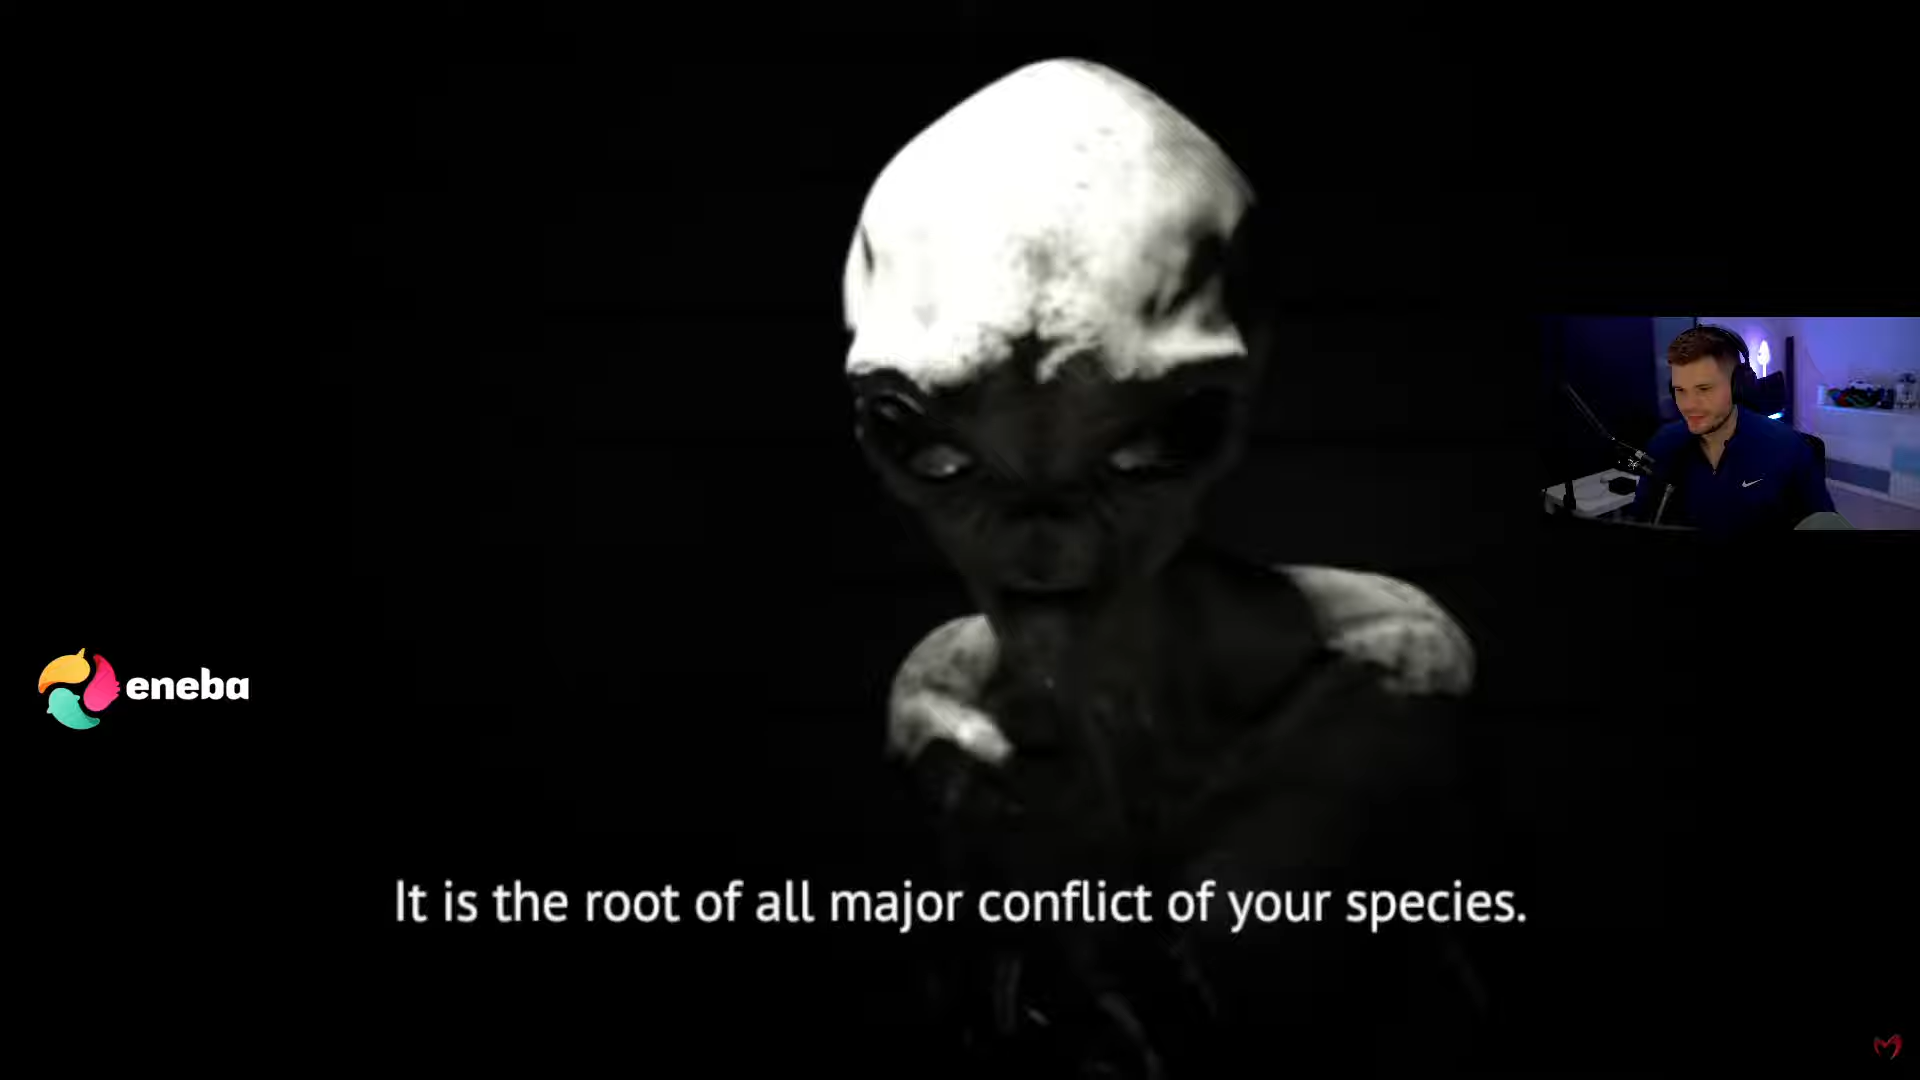 eneba
It is the root of all major conflict of your species.